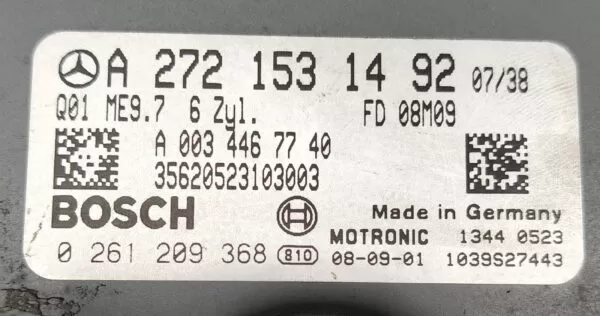 A 272 153 14 92 07/38
Q01 ME9.7 6 Zyl. FD 08M09
A 003 446 77 40
35620523103003
BOSCH Made in Germany
MOTRONIC 1344 0523
0 261 209 368 810 08-09-01 1039S27443